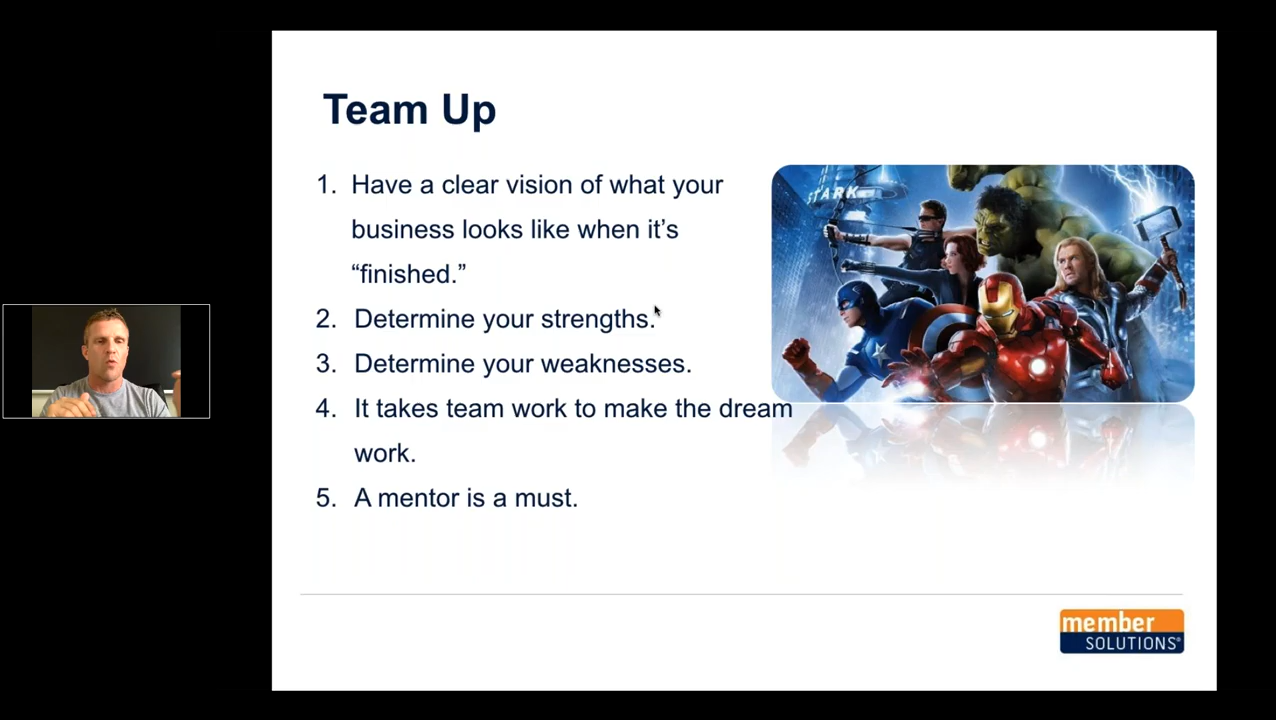 Team Up
1. Have a clear vision of what your
business looks like when it’s
“finished.”
2. Determine your strengths.
3. Determine your weaknesses.
4. It takes team work to make the dream
work.
5. A mentor is a must.
STARK
member
SOLUTIONS®